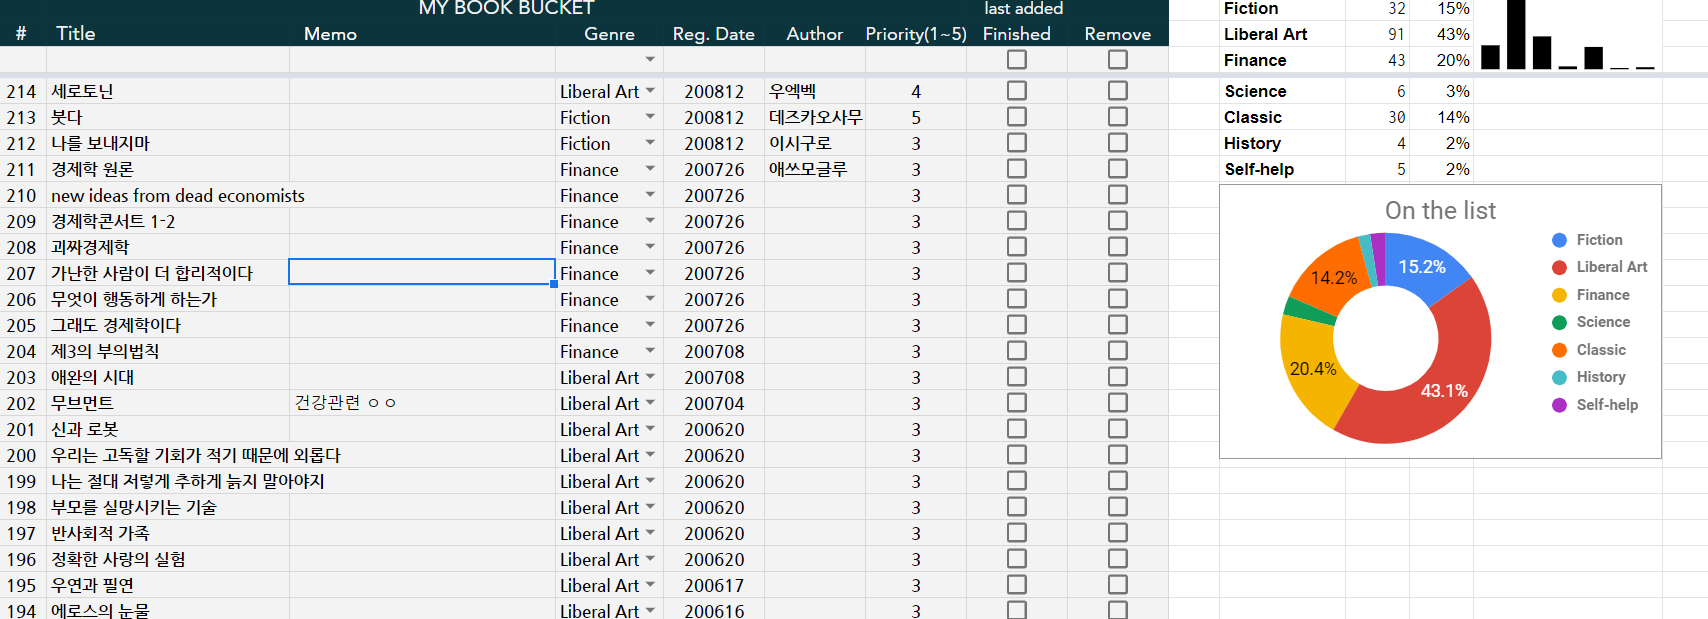 MY BOOK BUCKET last added
# Title Memo Genre Reg. Date Author Priority(1~5) Finished Remove
214 세로토닌 Liberal Art 200812 우엑벡 4
213 붓다 Fiction 200812 데즈카오사무 5
212 나를 보내지마 Fiction 200812 이시구로 3
211 경제학 원론 Finance 200726 애쓰모글루 3
210 new ideas from dead economists Finance 200726 3
209 경제학콘서트 1-2 Finance 200726 3
208 괴짜경제학 Finance 200726 3
207 가난한 사람이 더 합리적이다 Finance 200726 3
206 무엇이 행동하게 하는가 Finance 200726 3
205 그래도 경제학이다 Finance 200726 3
204 제3의 부의법칙 Finance 200708 3
203 애완의 시대 Liberal Art 200708 3
202 무브먼트 건강관련 ㅇㅇ Liberal Art 200704 3
201 신과 로봇 Liberal Art 200620 3
200 우리는 고독할 기회가 적기 때문에 외롭다 Liberal Art 200620 3
199 나는 절대 저렇게 추하게 늙지 말아야지 Liberal Art 200620 3
198 부모를 실망시키는 기술 Liberal Art 200620 3
197 반사회적 가족 Liberal Art 200620 3
196 정확한 사랑의 실험 Liberal Art 200620 3
195 우연과 필연 Liberal Art 200617 3
194 에로스의 눈물 Liberal Art 200616 3
Fiction 32 15%
Liberal Art 91 43%
Finance 43 20%
Science 6 3%
Classic 30 14%
History 4 2%
Self-help 5 2%
On the list
15.2%
43.1%
20.4%
14.2%
Fiction
Liberal Art
Finance
Science
Classic
History
Self-help